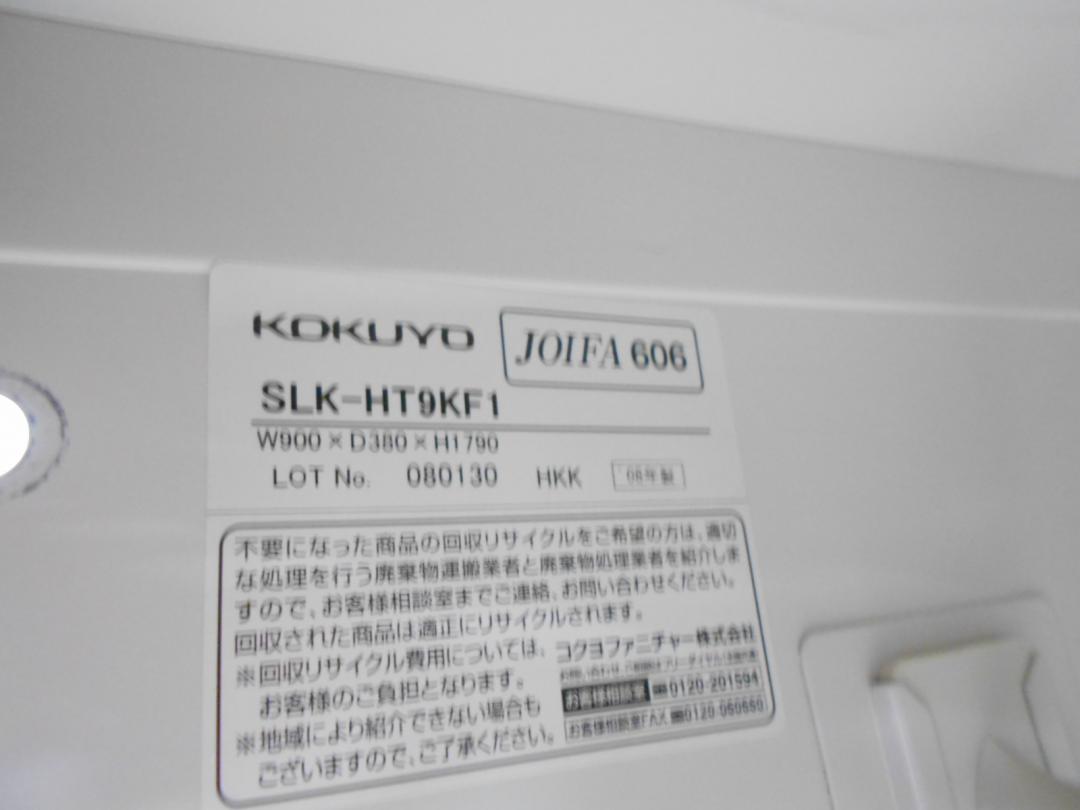 KOKUYO
JOIFA 606
SLK-HT9KF1
W900×D380×H1790
LOT No. 080130 HKK '08年製
不要になった商品の回収リサイクルをご希望の方は、適切
な処理を行う廃棄物運搬業者と廃棄物処理業者を紹介しま
すので、お客様相談室までご連絡、お問い合わせください。
回収された商品は適正にリサイクルされます。
※回収リサイクル費用については、
お客様のご負担となります。
※地域により紹介できない場合も
ございますので、ご了承ください。
コクヨファニチャー株式会社
お客様相談室 0120-201594
お客様相談室FAX 0120-060660